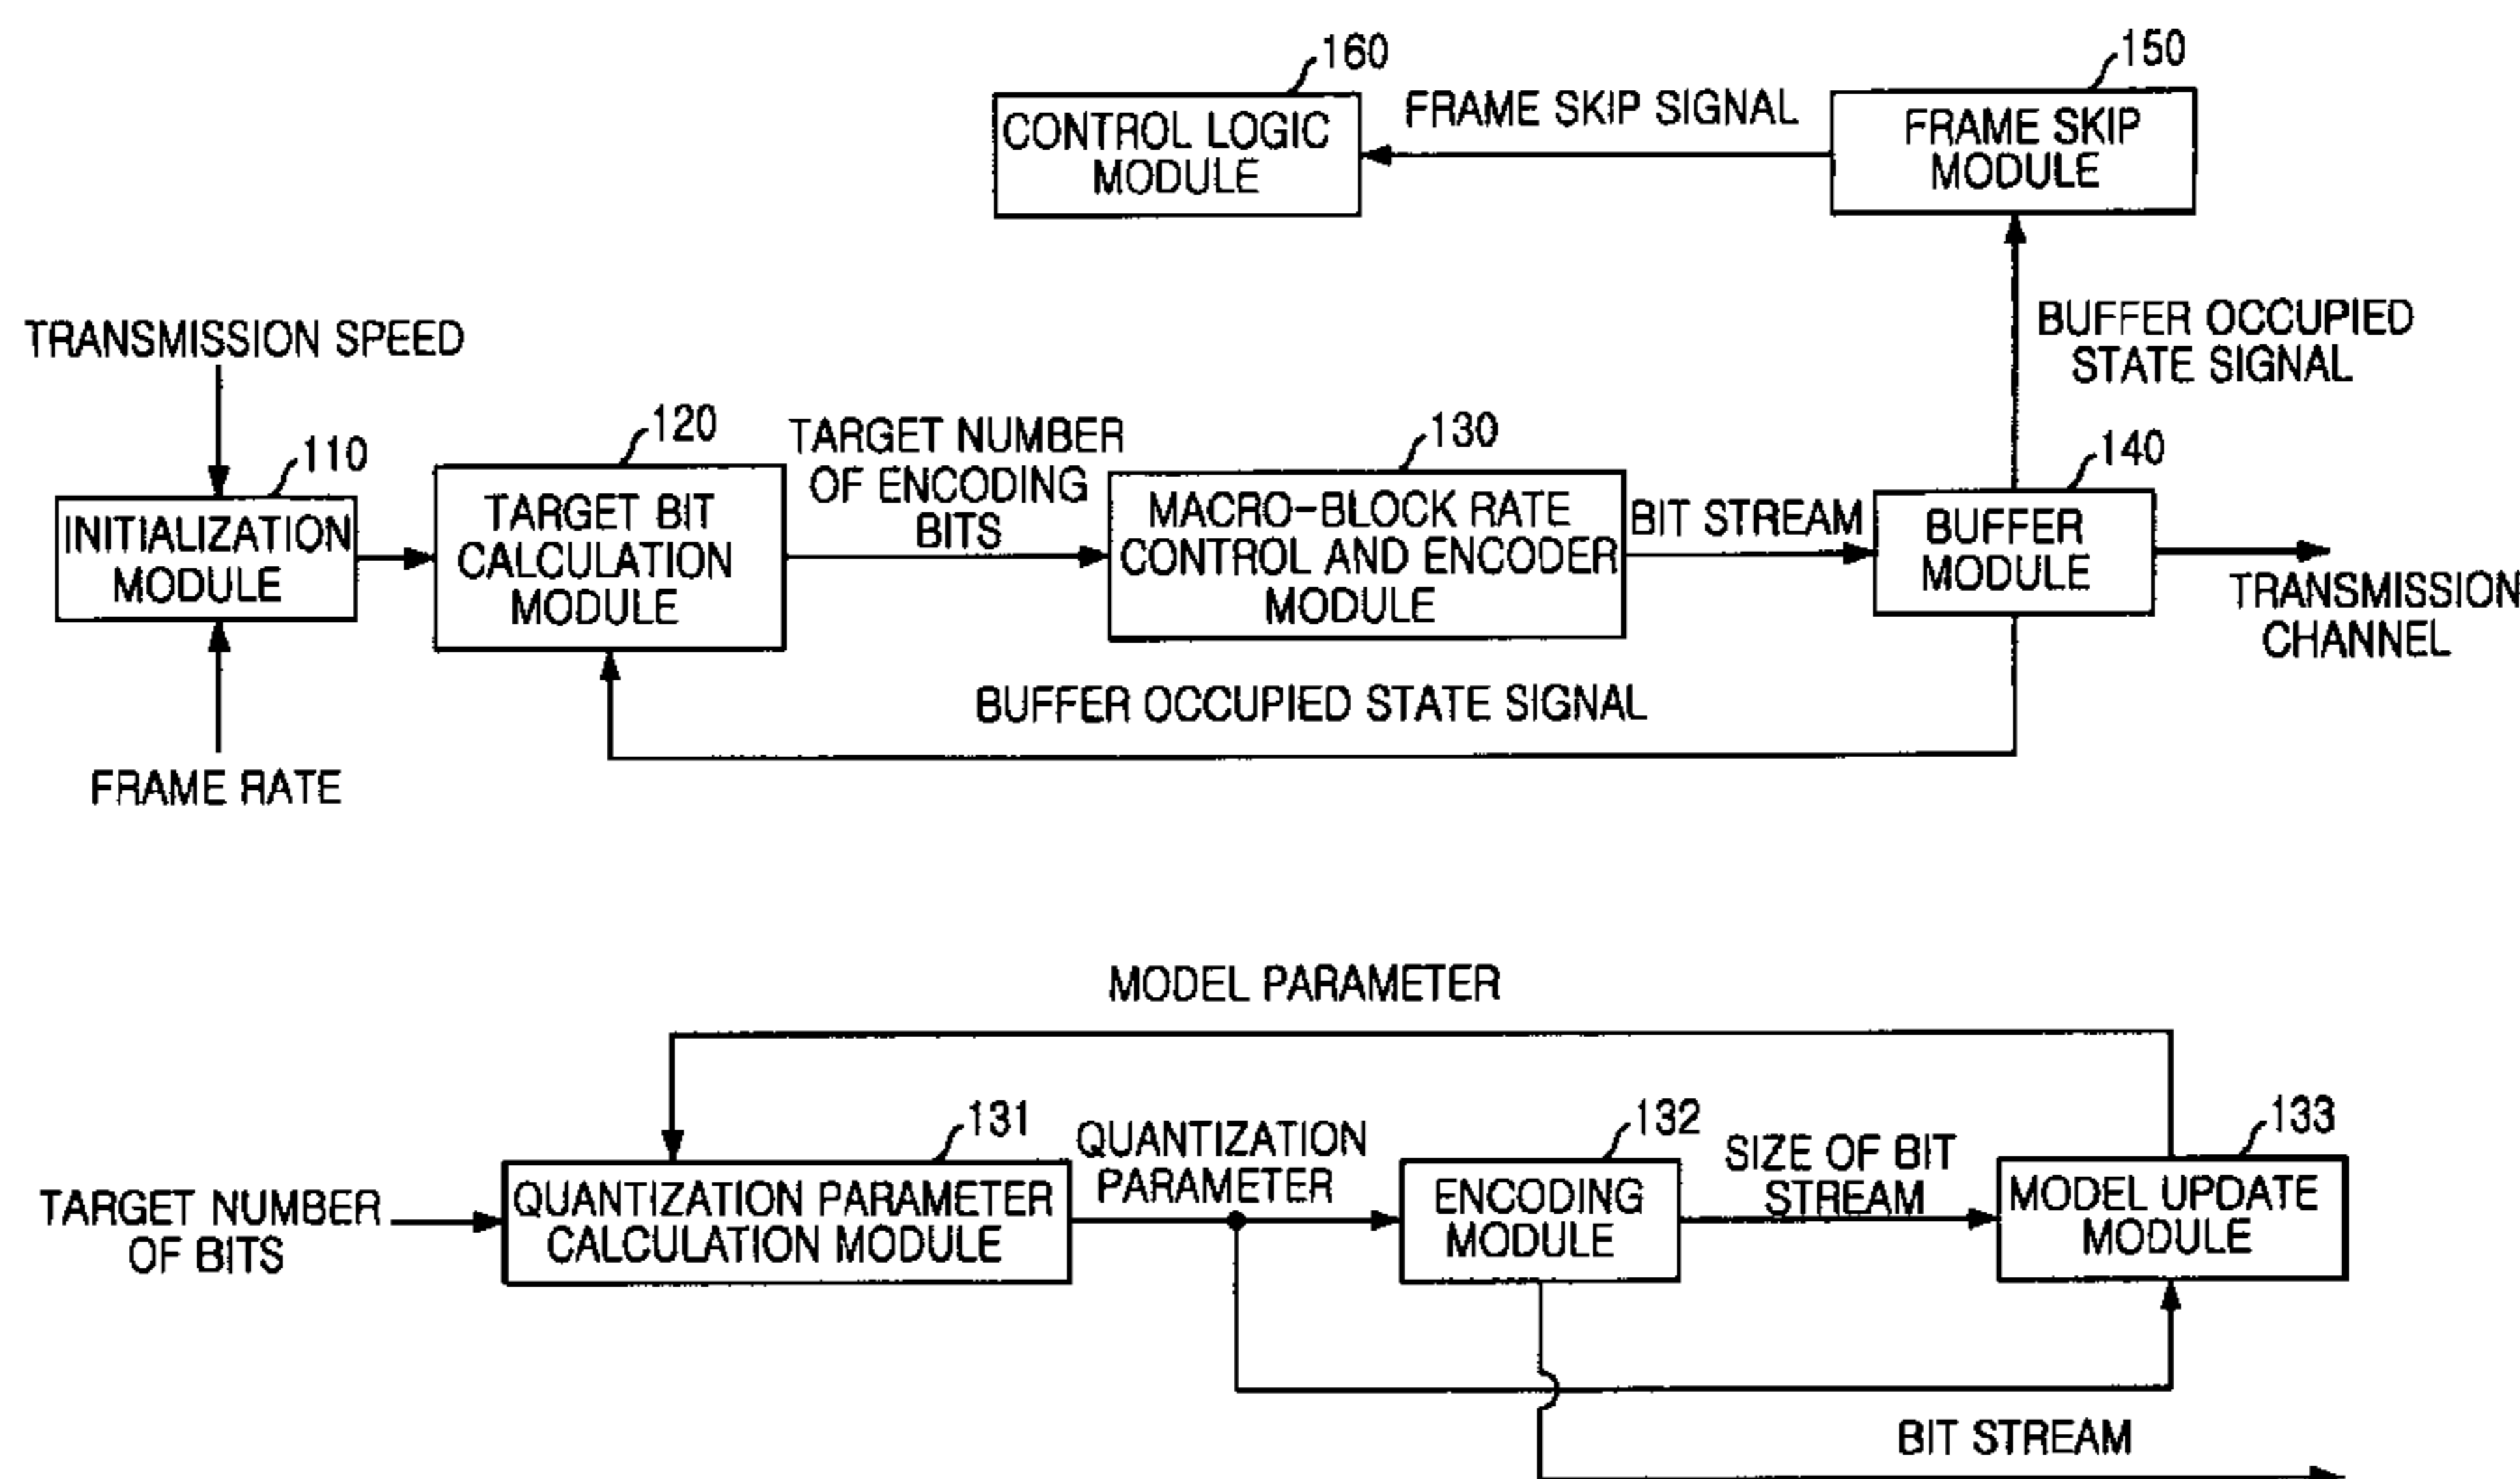 160
150
CONTROL LOGIC
MODULE
FRAME SKIP SIGNAL
FRAME SKIP
MODULE
BUFFER OCCUPIED
STATE SIGNAL
TRANSMISSION SPEED
110
120
TARGET NUMBER
OF ENCODING
BITS
130
140
INITIALIZATION
MODULE
TARGET BIT
CALCULATION
MODULE
MACRO-BLOCK RATE
CONTROL AND ENCODER
MODULE
BIT STREAM
BUFFER
MODULE
TRANSMISSION
CHANNEL
BUFFER OCCUPIED STATE SIGNAL
FRAME RATE
MODEL PARAMETER
131
132
133
TARGET NUMBER
OF BITS
QUANTIZATION PARAMETER
CALCULATION MODULE
QUANTIZATION
PARAMETER
ENCODING
MODULE
SIZE OF BIT
STREAM
MODEL UPDATE
MODULE
BIT STREAM